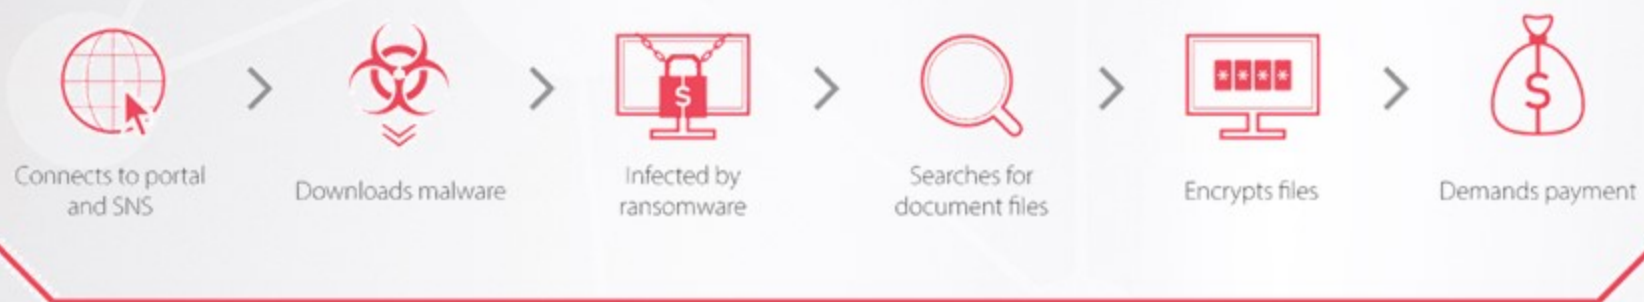 Connects to portal
and SNS
Downloads malware
Infected by
ransomware
$
Searches for
document files
****
Encrypts files
$
Demands payment